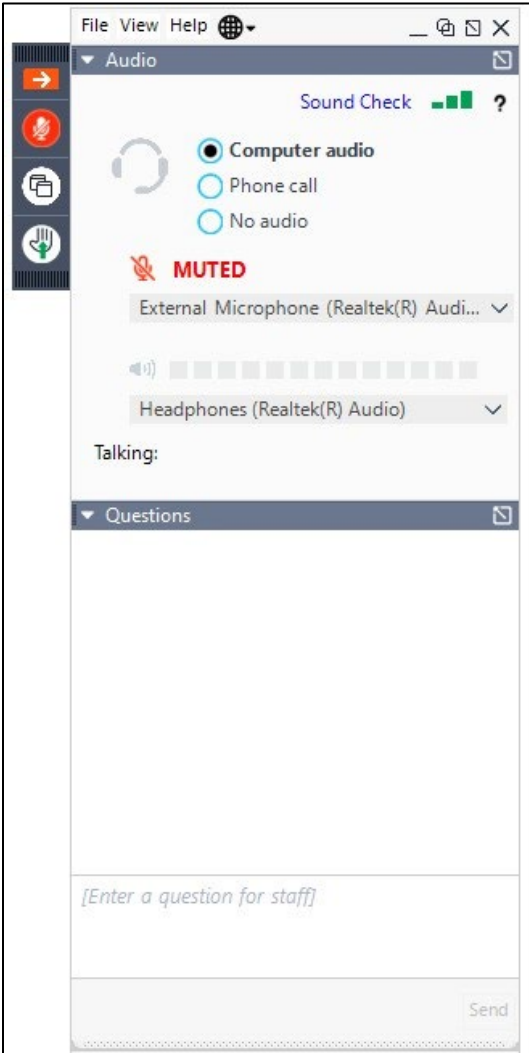 File View Help
Audio
Sound Check ?
Computer audio
Phone call
No audio
MUTED
External Microphone (Realtek(R) Audi...
Headphones (Realtek(R) Audio)
Talking:
Questions
[Enter a question for staff]
Send